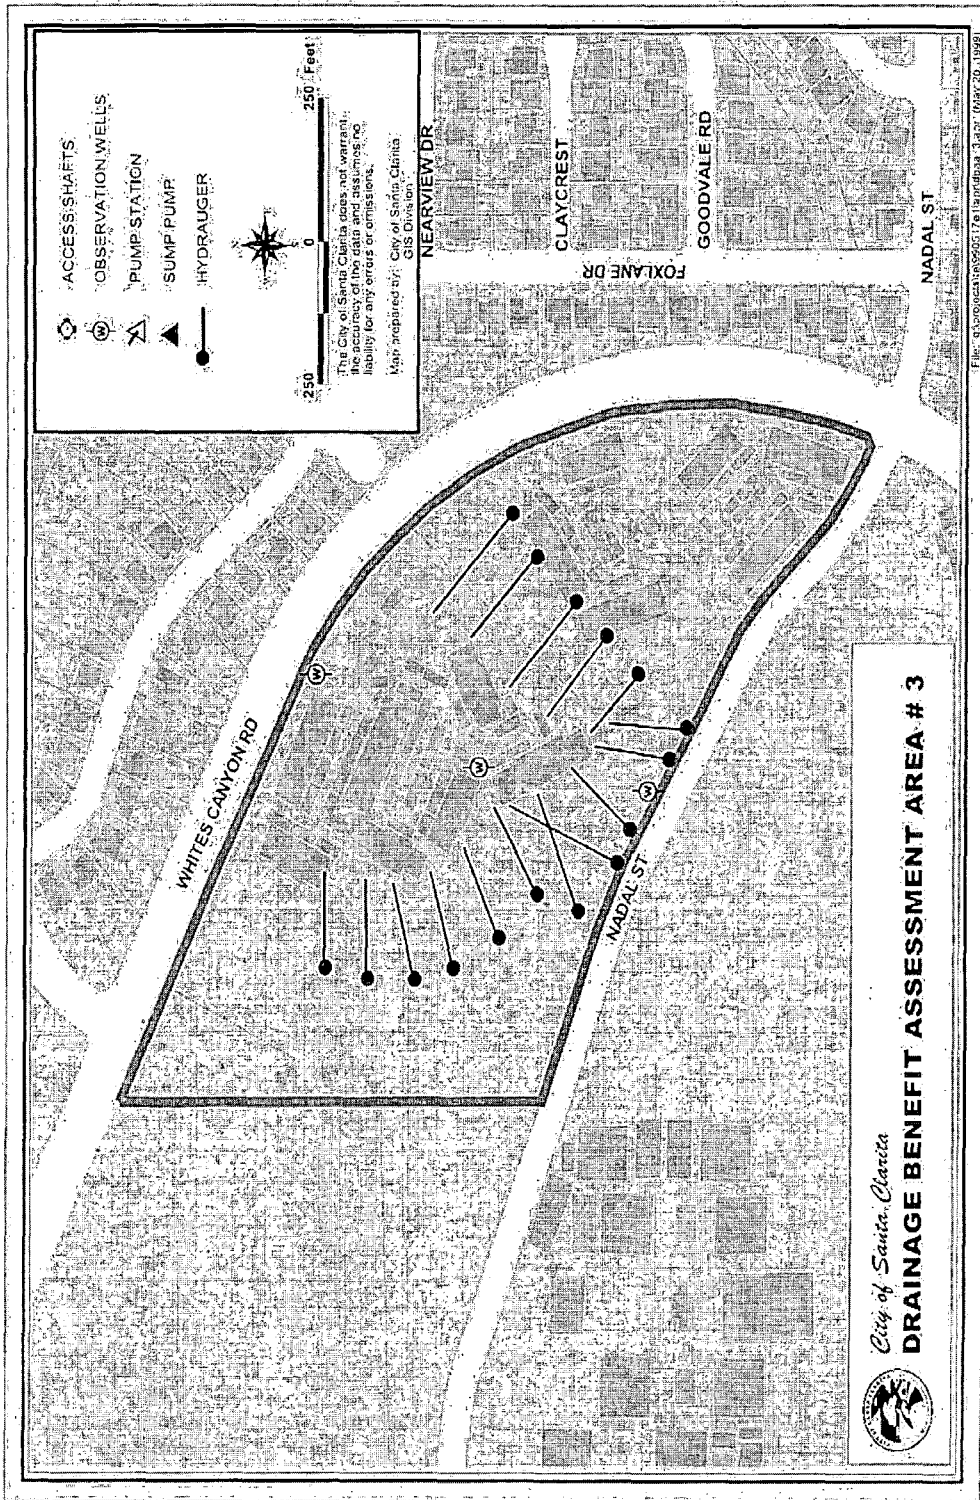 ACCESS SHAFTS
OBSERVATION WELLS
W
PUMP STATION
SUMP PUMP
HYDRAUGER
250 0 250 Feet
The City of Santa Clarita does not warrant
the accuracy of the data and assumes no
liability for any errors or omissions.
Map prepared by: City of Santa Clarita
GIS Division
NEARVIEW DR
CLAYCREST
GOODVALE RD
FOXLANE DR
NADAL ST
WHITES CANYON RD
W
W
W
NADAL ST
City of Santa Clarita
DRAINAGE BENEFIT ASSESSMENT AREA # 3